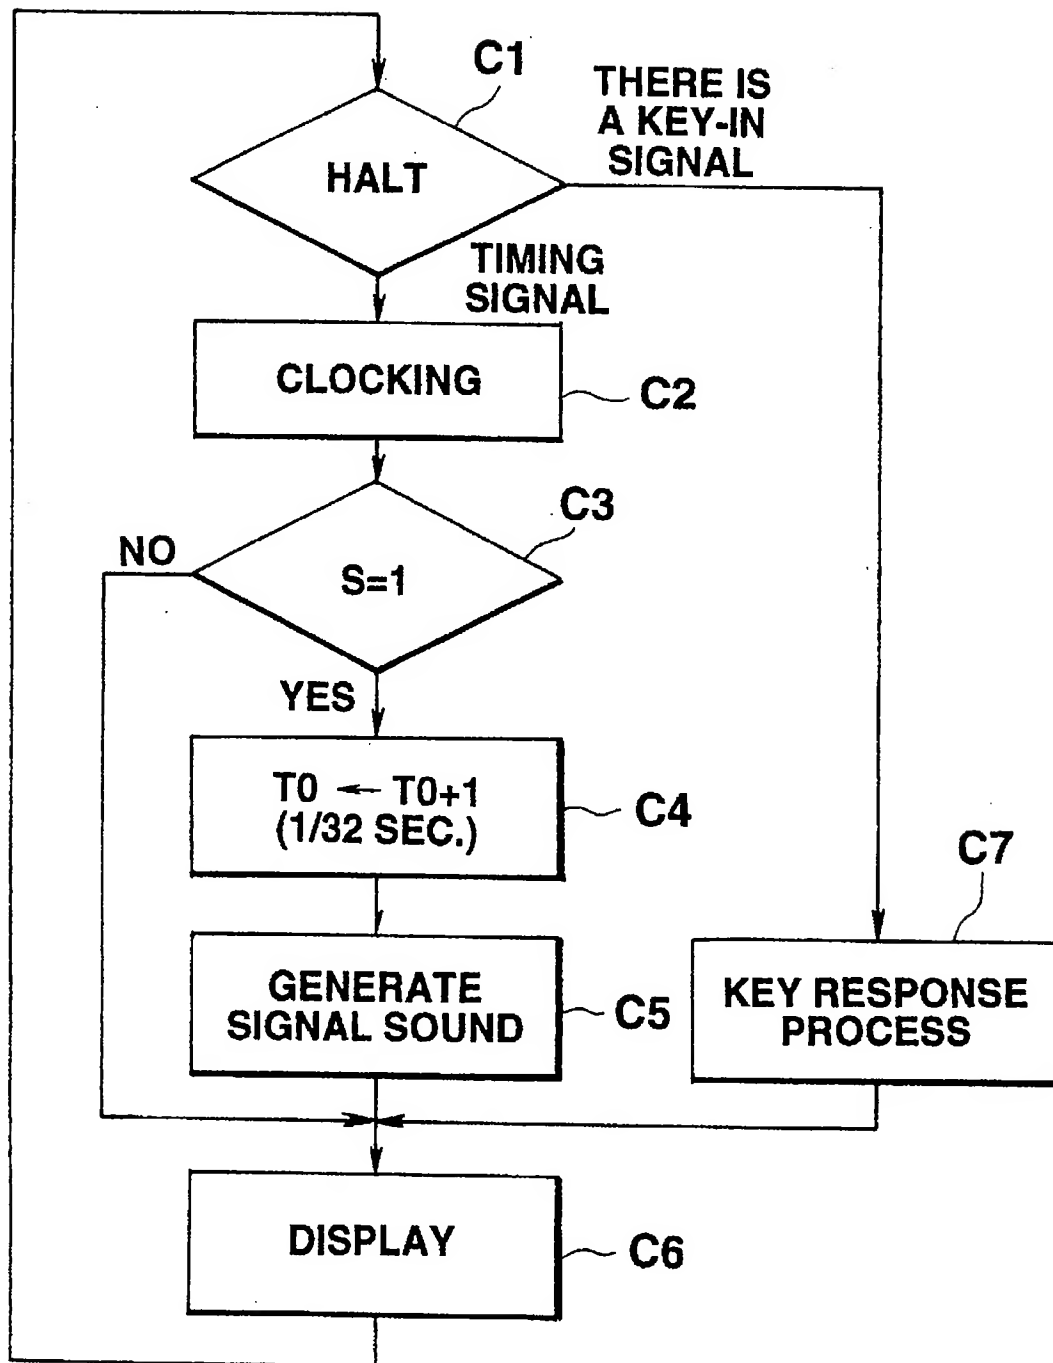 C1
THERE IS
A KEY-IN
SIGNAL
HALT
TIMING
SIGNAL
CLOCKING
C2
C3
NO
S=1
YES
T0 ← T0+1
(1/32 SEC.)
C4
C7
GENERATE
SIGNAL SOUND
C5
KEY RESPONSE
PROCESS
DISPLAY
C6